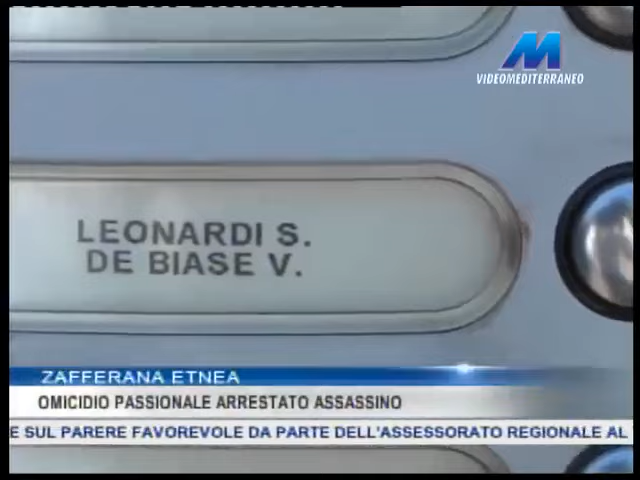 VIDEOMEDITERRANEO
LEONARDI S.
DE BIASE V.
ZAFFERANA ETNEA
OMICIDIO PASSIONALE ARRESTATO ASSASSINO
E SUL PARERE FAVOREVOLE DA PARTE DELL'ASSESSORATO REGIONALE AL